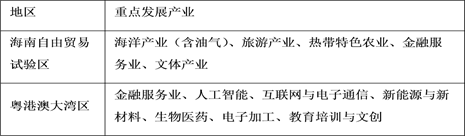 地区 重点发展产业
海南自由贸易 海洋产业（含油气）、旅游产业、热带特色农业、金融服
试验区 务业、文体产业
粤港澳大湾区 金融服务业、人工智能、互联网与电子通信、新能源与新
材料、生物医药、电子加工、教育培训与文创